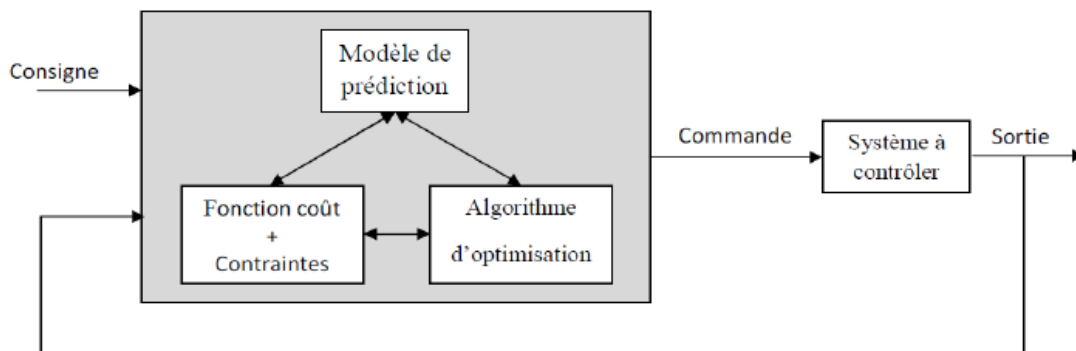 Consigne
Modèle de
prédiction
Fonction coût
+
Contraintes
Algorithme
d'optimisation
Commande
Système à
contrôler
Sortie